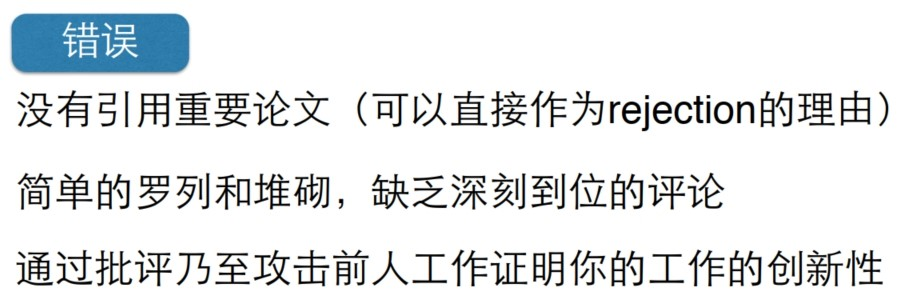 错误
没有引用重要论文（可以直接作为rejection的理由）
简单的罗列和堆砌，缺乏深刻到位的评论
通过批评乃至攻击前人工作证明你的工作的创新性